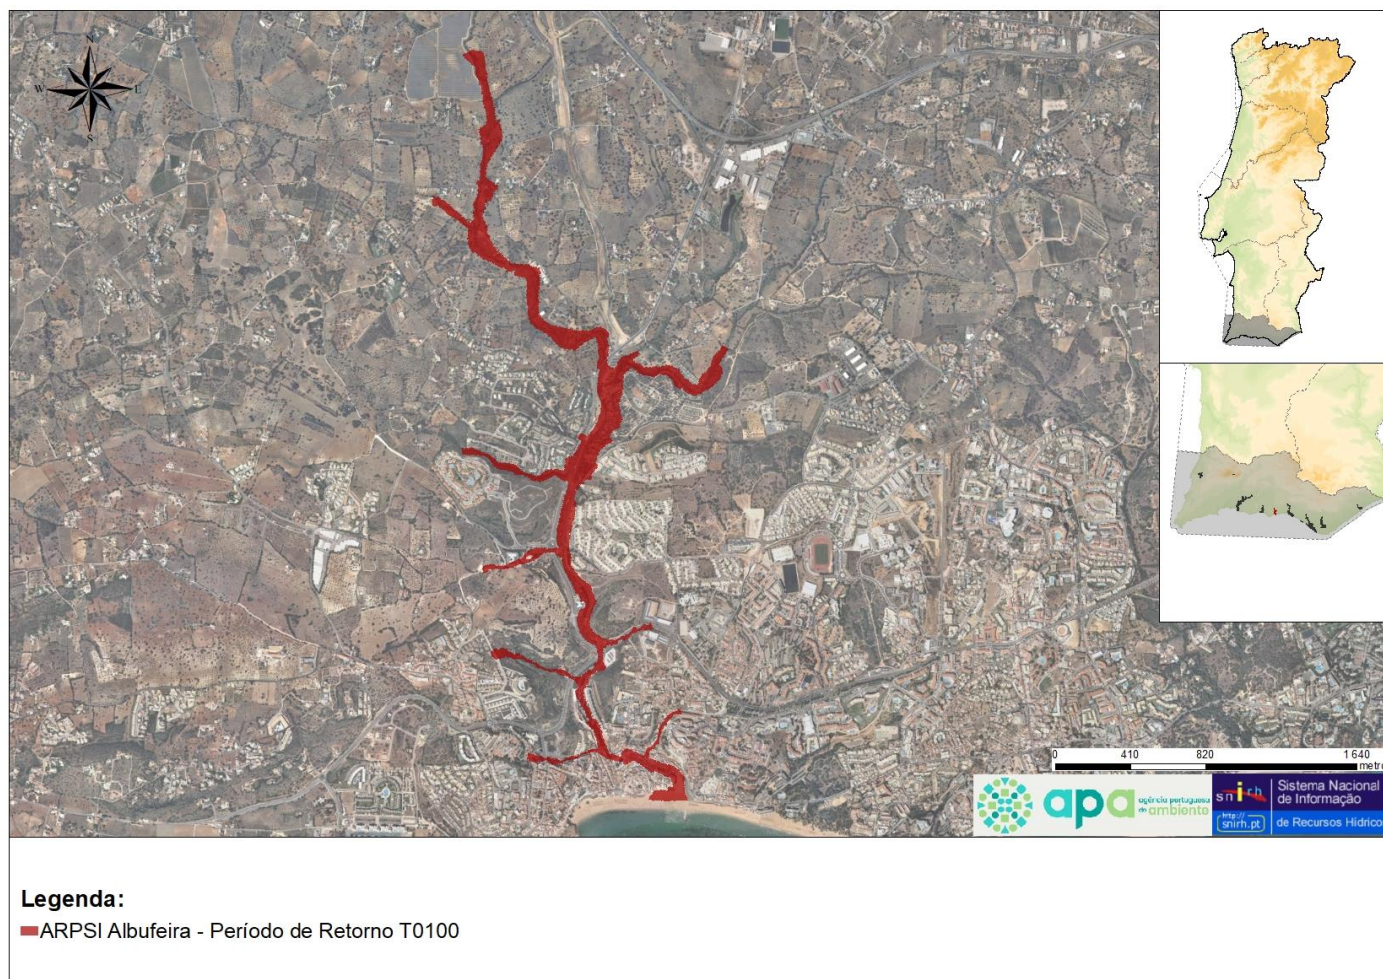 N
W E
S
0 410 820 1 640
metro
apa
agência portuguesa
do ambiente
snirh
http://
snirh.pt
Sistema Nacional
de Informação
de Recursos Hídrico
Legenda:
ARPSI Albufeira - Período de Retorno T0100